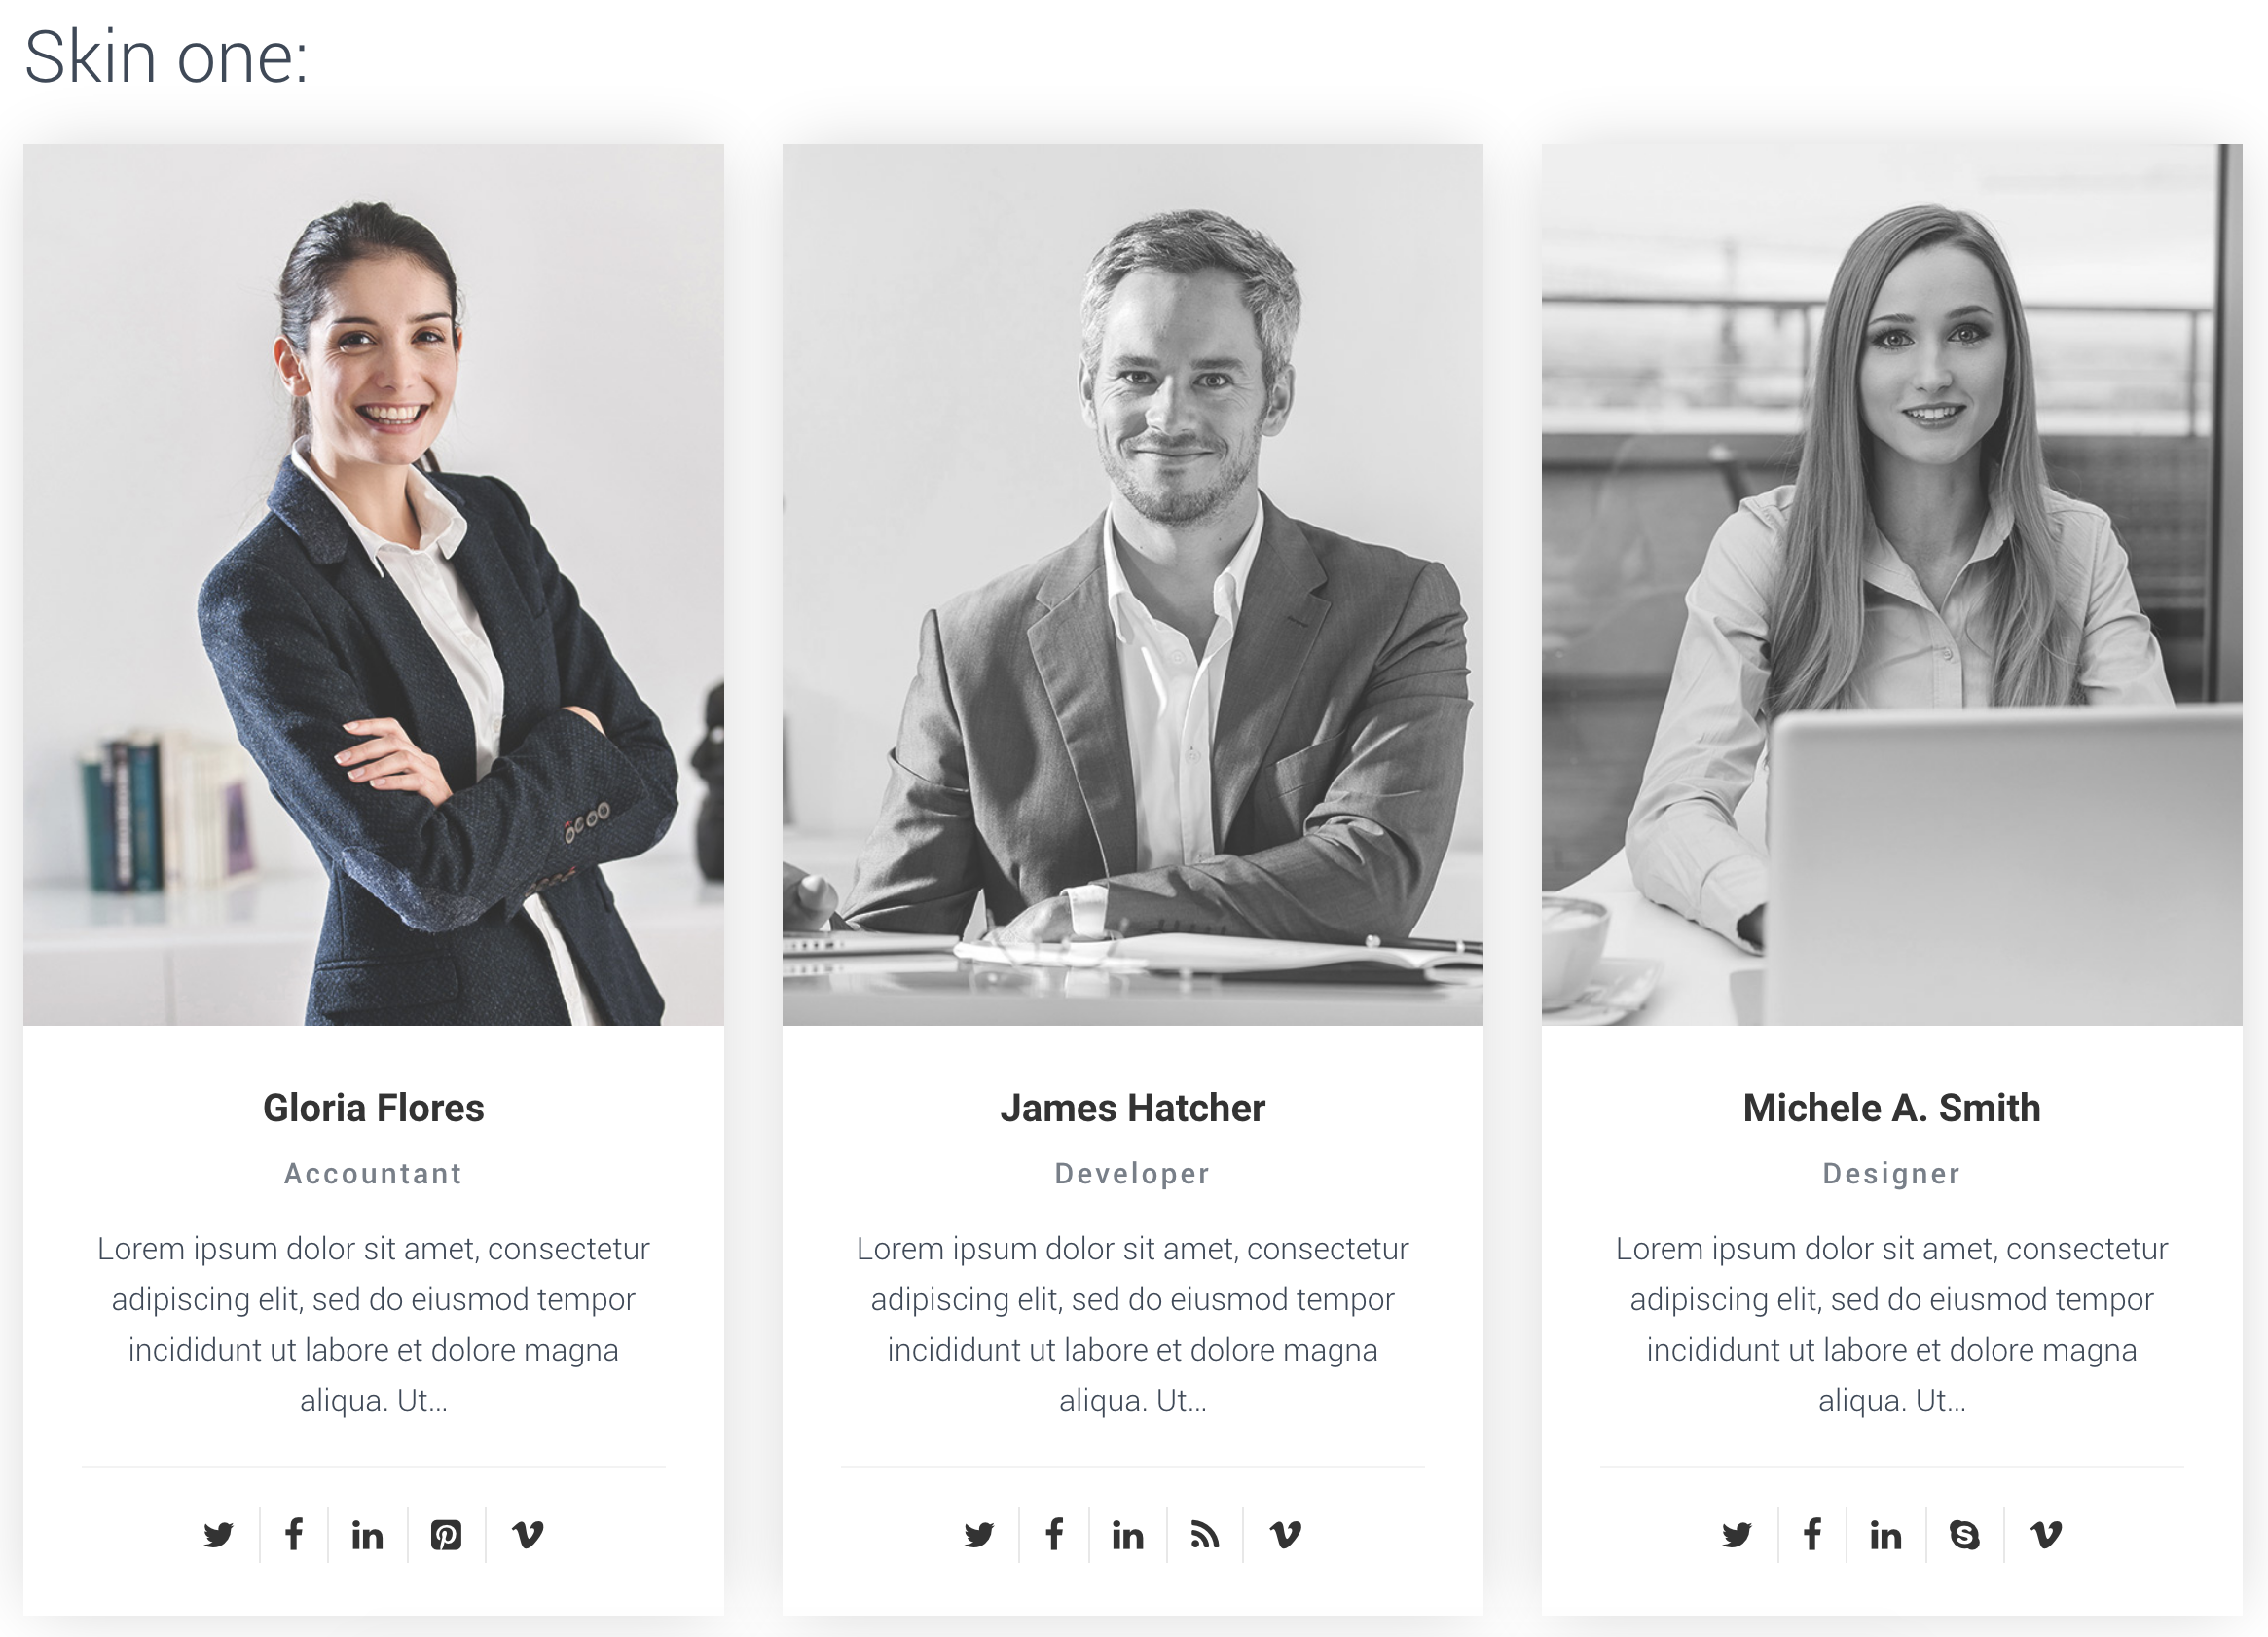 Skin one:
Gloria Flores
Accountant
Lorem ipsum dolor sit amet, consectetur
adipiscing elit, sed do eiusmod tempor
incididunt ut labore et dolore magna
aliqua. Ut...
James Hatcher
Developer
Lorem ipsum dolor sit amet, consectetur
adipiscing elit, sed do eiusmod tempor
incididunt ut labore et dolore magna
aliqua. Ut...
Michele A. Smith
Designer
Lorem ipsum dolor sit amet, consectetur
adipiscing elit, sed do eiusmod tempor
incididunt ut labore et dolore magna
aliqua. Ut...